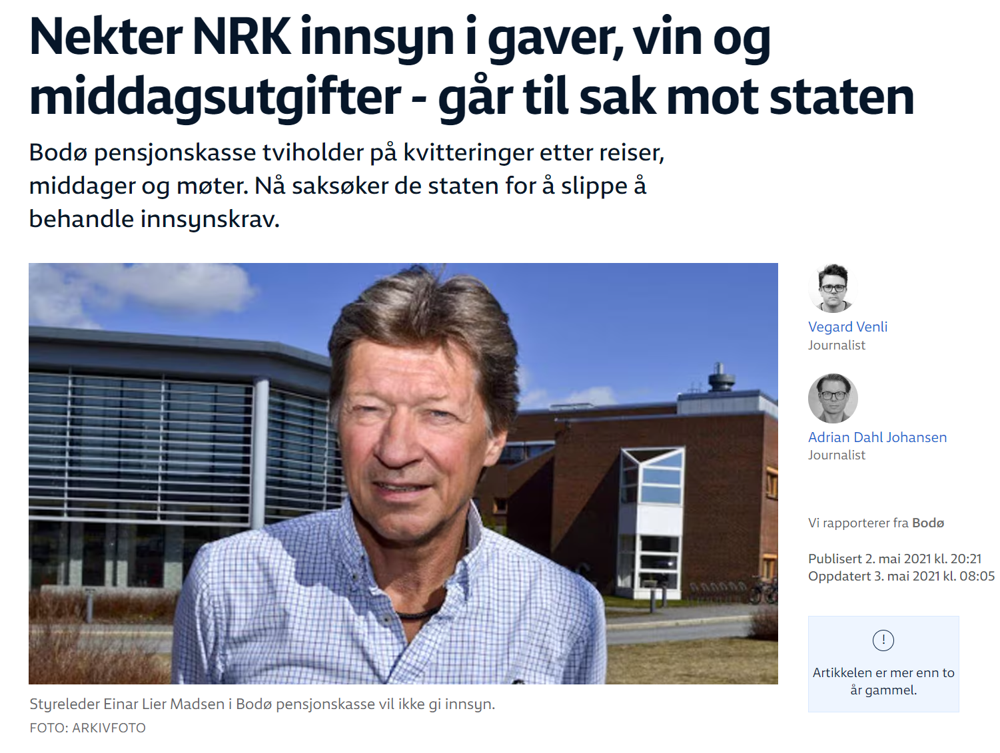 Nekter NRK innsyn i gaver, vin og
middagsutgifter - går til sak mot staten
Bodø pensjonskasse tviholder på kvitteringer etter reiser,
middager og møter. Nå saksøker de staten for å slippe å
behandle innsynskrav.
Styreleder Einar Lier Madsen i Bodø pensjonskasse vil ikke gi innsyn.
FOTO: ARKIVFOTO
Vegard Venli
Journalist
Adrian Dahl Johansen
Journalist
Vi rapporterer fra Bodø
Publisert 2. mai 2021 kl. 20:21
Oppdatert 3. mai 2021 kl. 08:05
!
Artikkelen er mer enn to
år gammel.